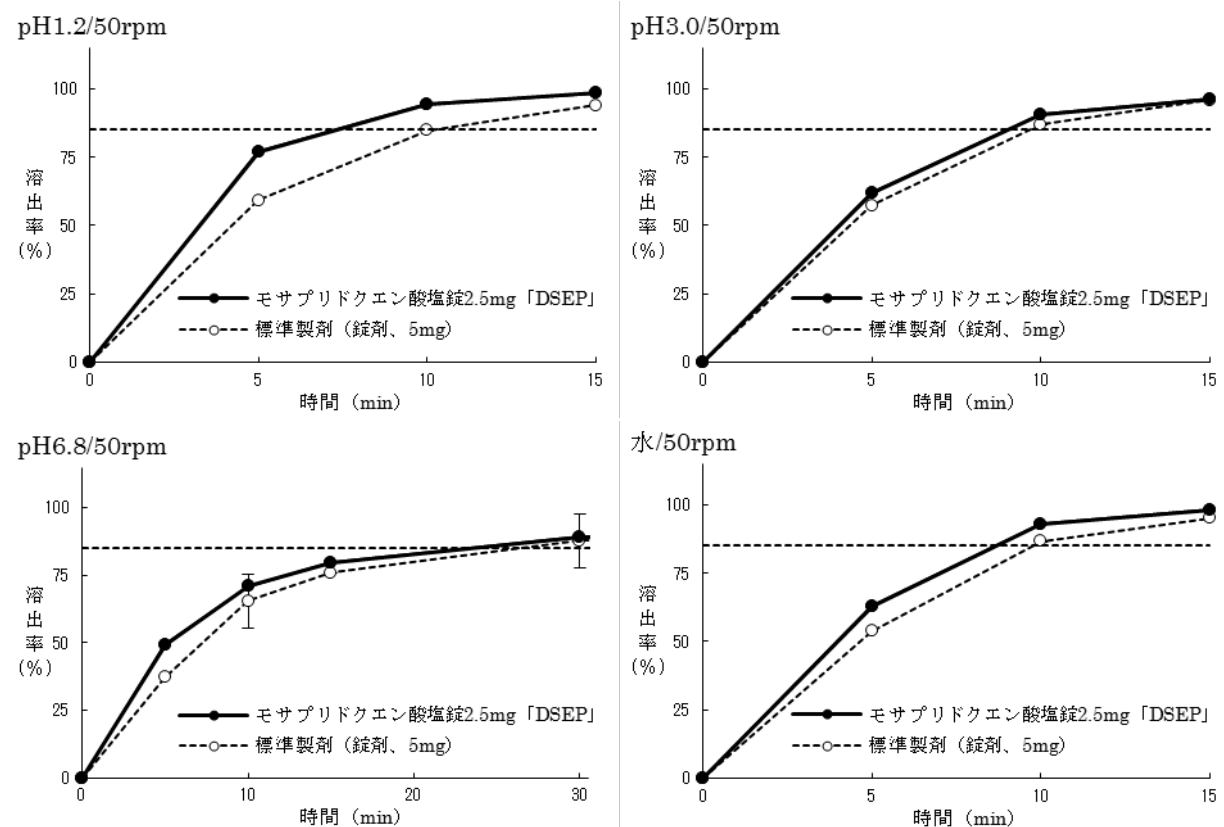 pH1.2/50rpm
100
75
50
25
0
溶出率(%)
モサプリドクエン酸塩錠2.5mg「DSEP」
標準製剤（錠剤、5mg）
0 5 10 15
時間（min）
pH3.0/50rpm
100
75
50
25
0
溶出率(%)
モサプリドクエン酸塩錠2.5mg「DSEP」
標準製剤（錠剤、5mg）
0 5 10 15
時間（min）
pH6.8/50rpm
100
75
50
25
0
溶出率(%)
モサプリドクエン酸塩錠2.5mg「DSEP」
標準製剤（錠剤、5mg）
0 10 20 30
時間（min）
水/50rpm
100
75
50
25
0
溶出率(%)
モサプリドクエン酸塩錠2.5mg「DSEP」
標準製剤（錠剤、5mg）
0 5 10 15
時間（min）